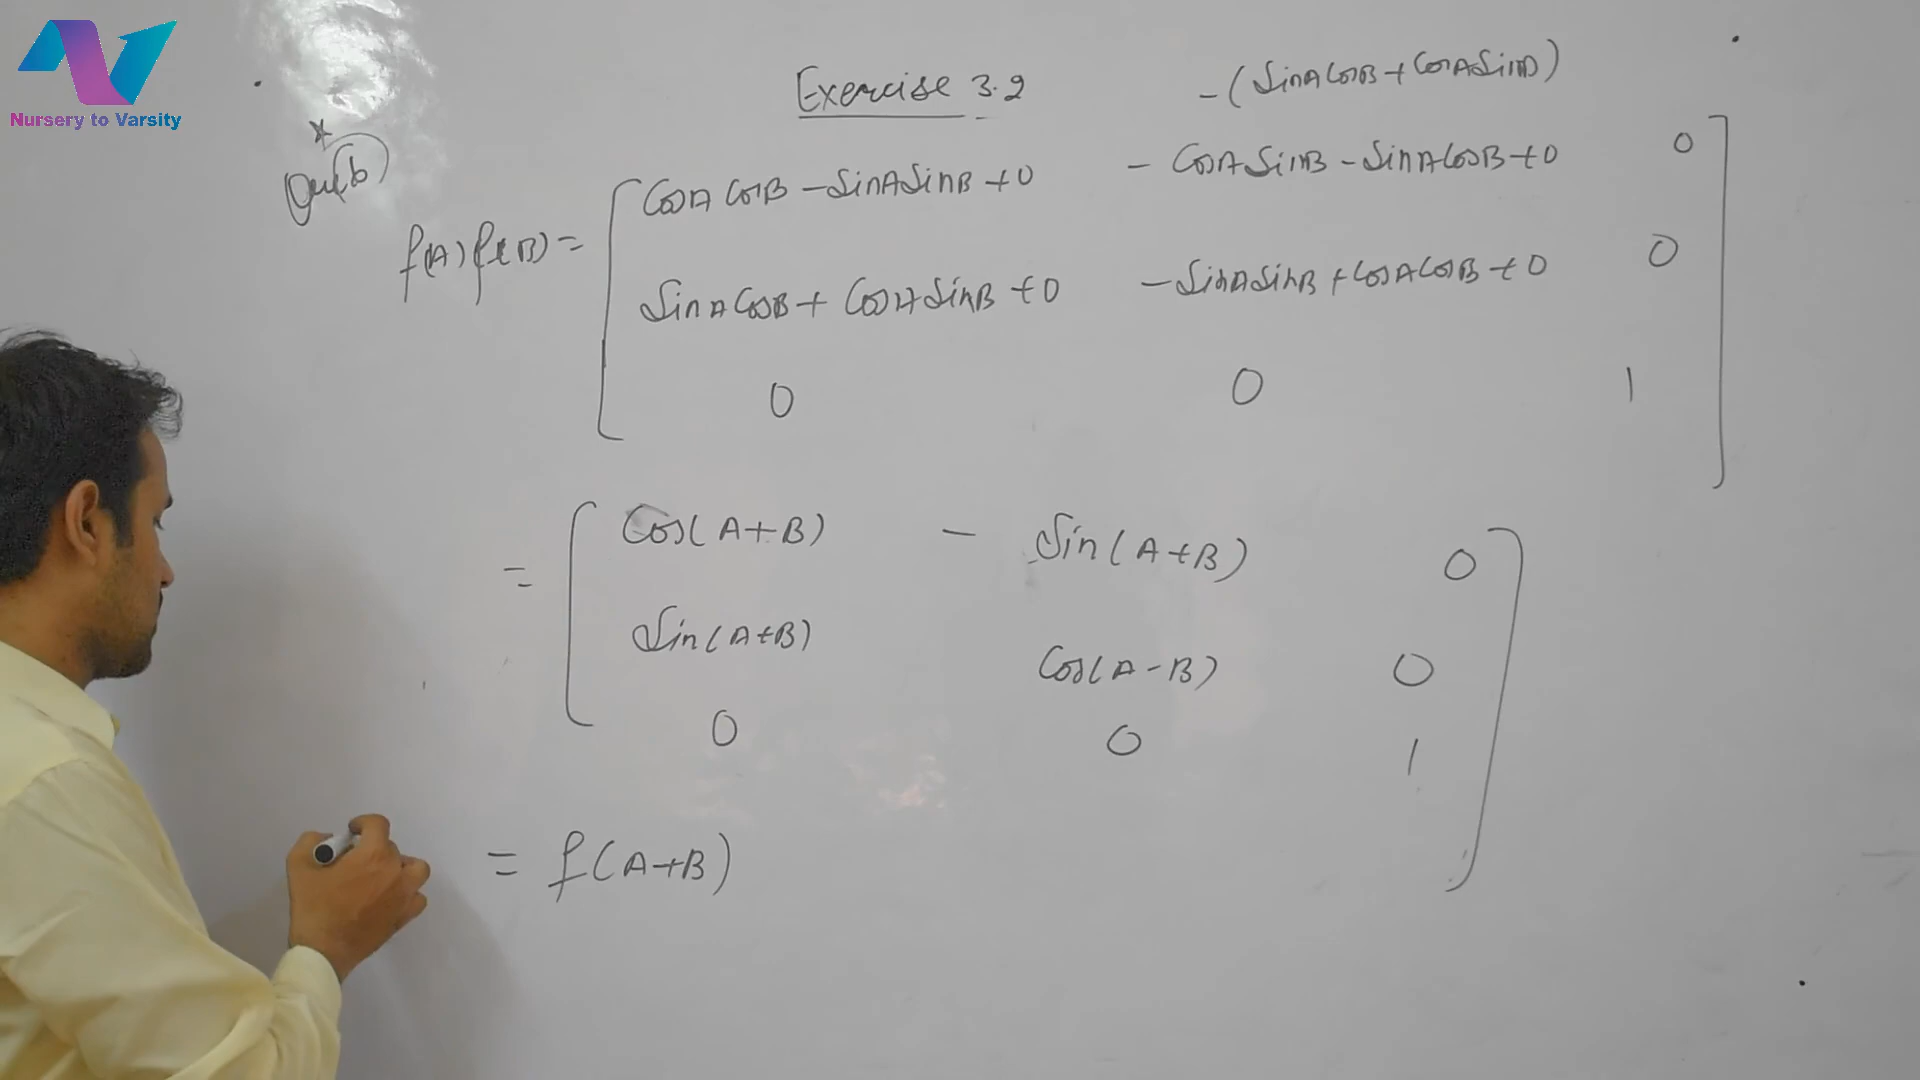 Nursery to Varsity
Exercise 3.2
-(SinA CosB + CosA SinB)
f(A) f(B) =
CosA CosB - SinA SinB + 0 - CosA SinB - SinA CosB + 0 0
SinA CosB + CosA SinB + 0 - SinA SinB + CosA CosB + 0 0
0 0 1
= Cos(A+B) - Sin(A+B) 0
Sin(A+B) Cos(A-B) 0
0 0 1
= f(A+B)